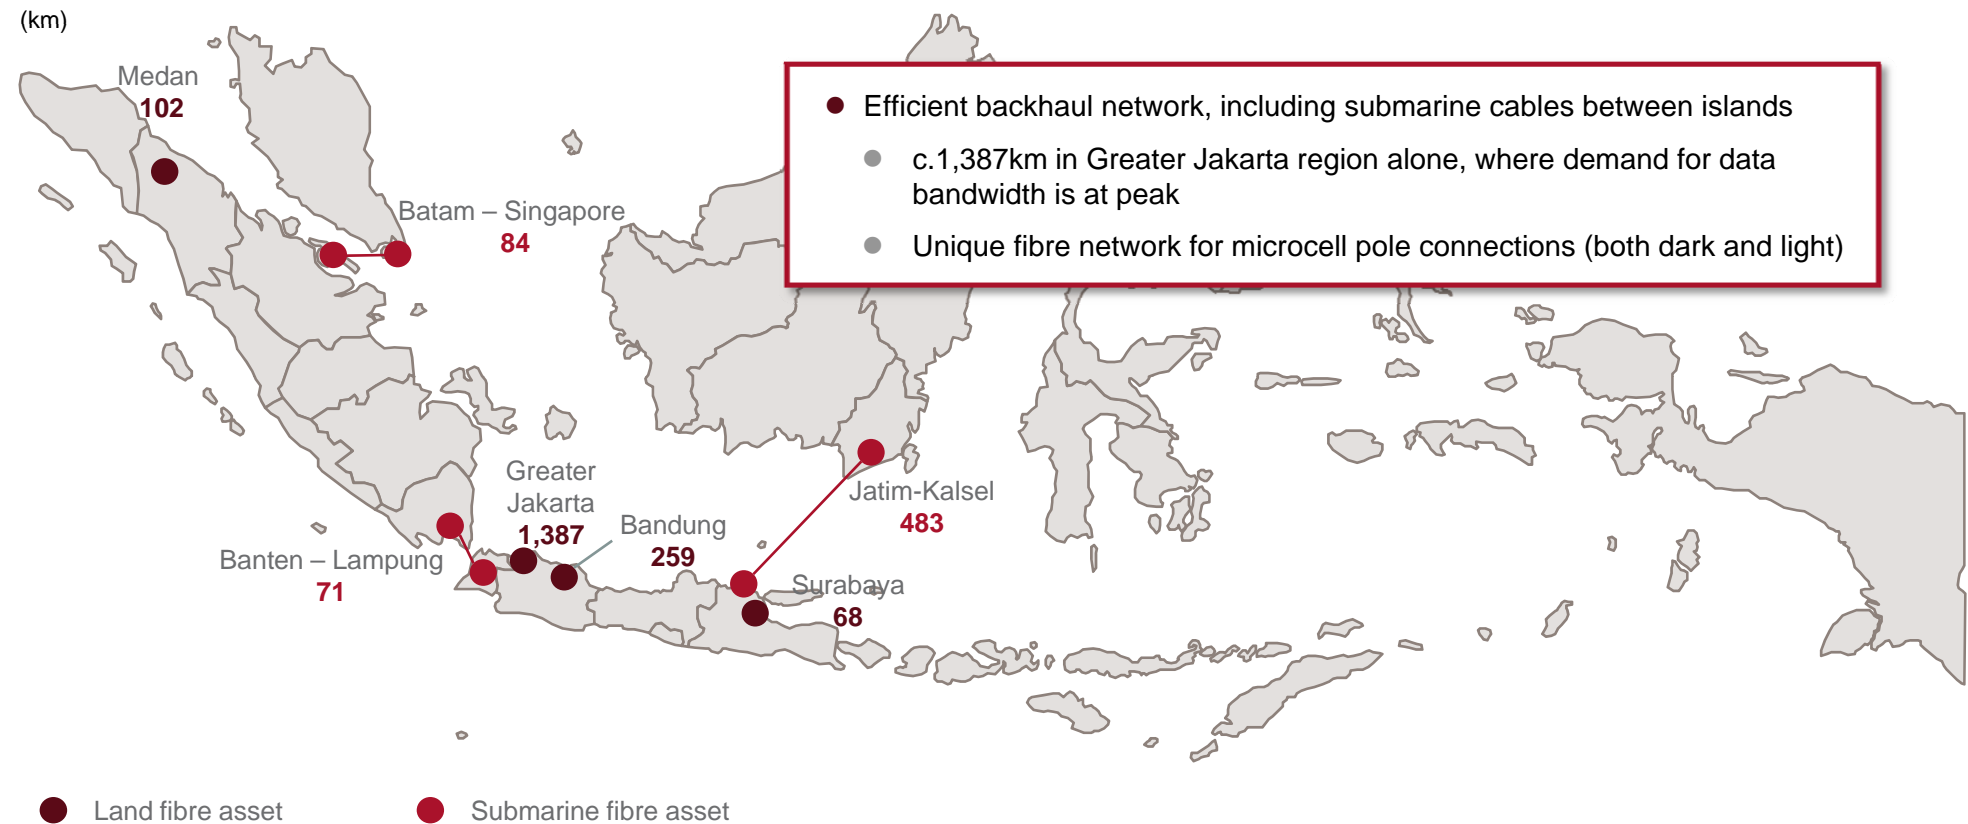 (km)
Medan
102
Batam – Singapore
84
● Efficient backhaul network, including submarine cables between islands
● c.1,387km in Greater Jakarta region alone, where demand for data
bandwidth is at peak
● Unique fibre network for microcell pole connections (both dark and light)
Greater
Jakarta
1,387
Bandung
259
Jatim-Kalsel
483
Banten – Lampung
71
Surabaya
68
Land fibre asset
Submarine fibre asset